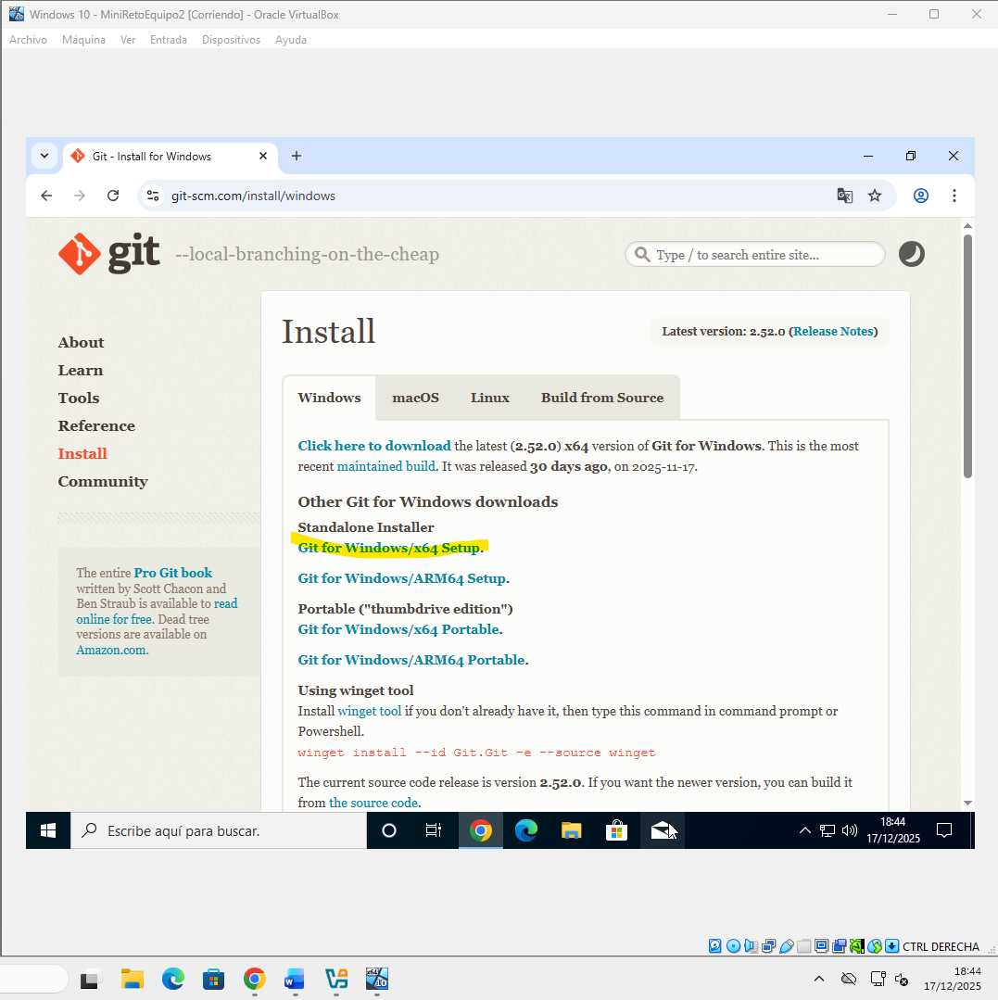 Windows 10 - MiniRetoEquipo2 [Corriendo] - Oracle VirtualBox
Archivo Máquina Ver Entrada Dispositivos Ayuda
Git - Install for Windows
git-scm.com/install/windows
git --local-branching-on-the-cheap
Type / to search entire site...
About
Learn
Tools
Reference
Install
Community
The entire Pro Git book
written by Scott Chacon and
Ben Straub is available to read
online for free. Dead tree
versions are available on
Amazon.com.
Install
Latest version: 2.52.0 (Release Notes)
Windows macOS Linux Build from Source
Click here to download the latest (2.52.0) x64 version of Git for Windows. This is the most
recent maintained build. It was released 30 days ago, on 2025-11-17.
Other Git for Windows downloads
Standalone Installer
Git for Windows/x64 Setup.
Git for Windows/ARM64 Setup.
Portable ("thumbdrive edition")
Git for Windows/x64 Portable.
Git for Windows/ARM64 Portable.
Using winget tool
Install winget tool if you don't already have it, then type this command in command prompt or
Powershell.
winget install --id Git.Git -e --source winget
The current source code release is version 2.52.0. If you want the newer version, you can build it
from the source code.
Escribe aquí para buscar.
18:44
17/12/2025
CTRL DERECHA
18:44
17/12/2025